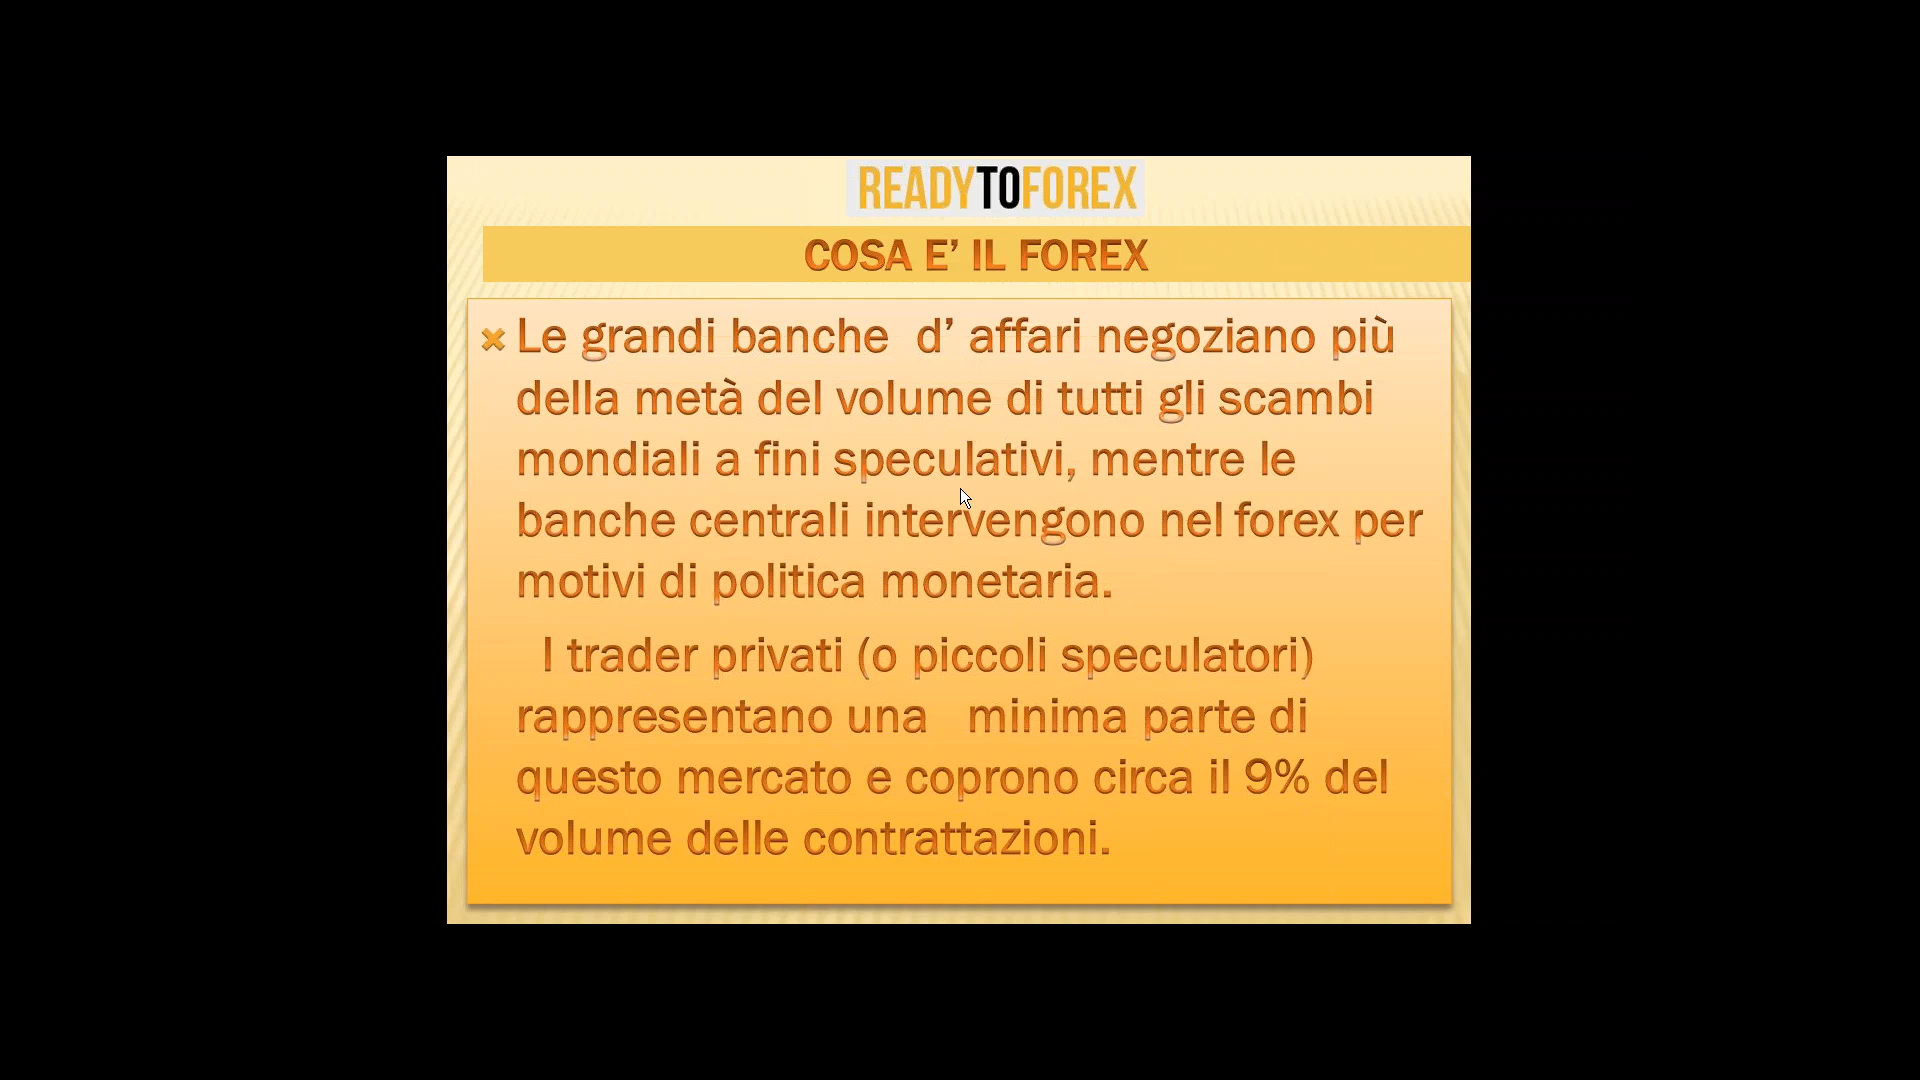 READYTOFOREX
COSA E’ IL FOREX
Le grandi banche d’ affari negoziano più
della metà del volume di tutti gli scambi
mondiali a fini speculativi, mentre le
banche centrali intervengono nel forex per
motivi di politica monetaria.
I trader privati (o piccoli speculatori)
rappresentano una minima parte di
questo mercato e coprono circa il 9% del
volume delle contrattazioni.